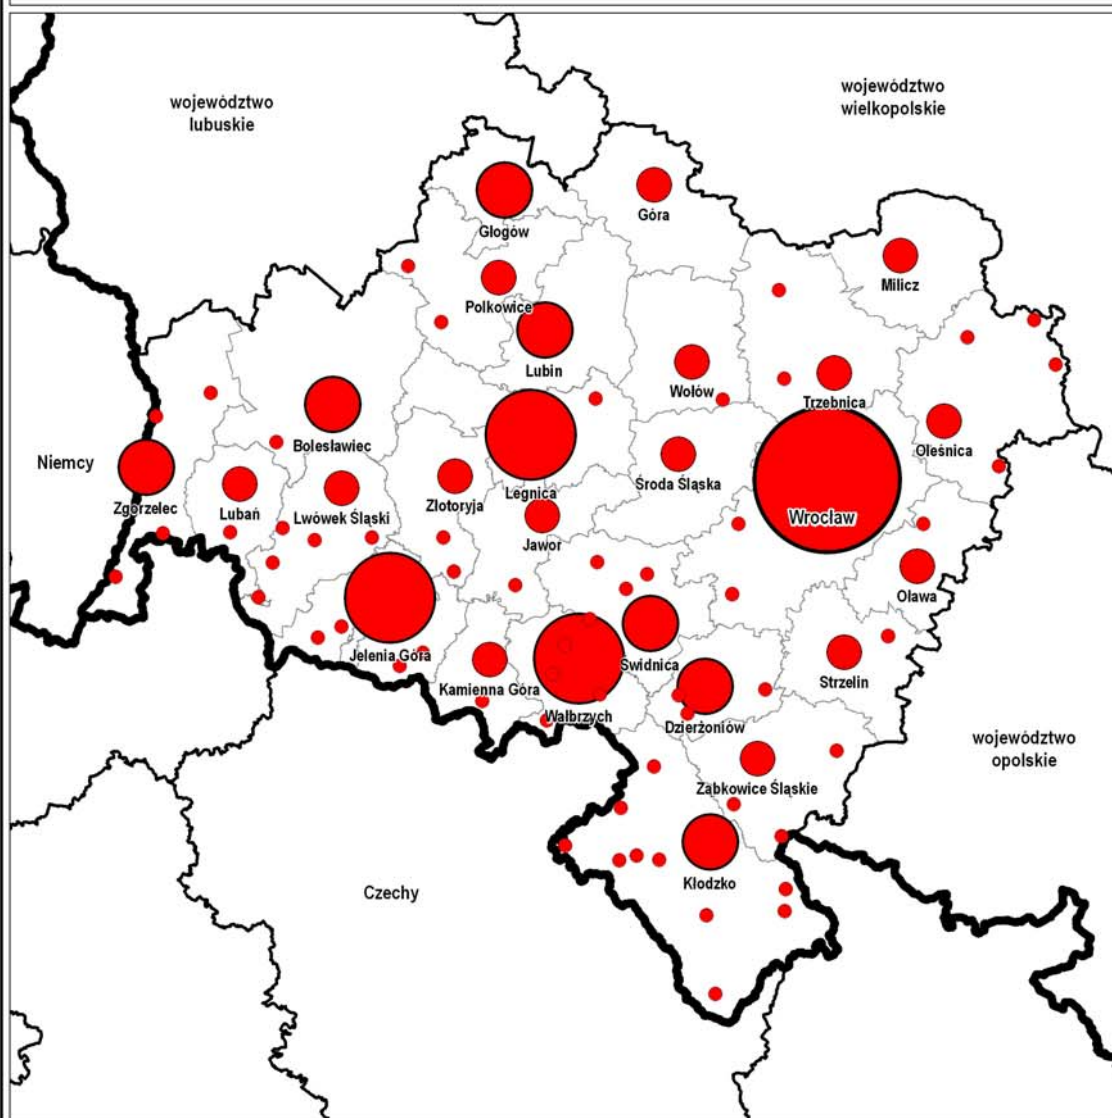 województwo
lubuskie
województwo
wielkopolskie
Głogów
Góra
Milicz
Polkowice
Lubin
Wołów
Trzebnica
Bolesławiec
Oleśnica
Niemcy
Legnica
Środa Śląska
Zgorzelec
Lubań
Lwówek Śląski
Złotoryja
Wrocław
Jawor
Oława
Jelenia Góra
Świdnica
Kamienna Góra
Strzelin
Wałbrzych
Dzierżoniów
województwo
opolskie
Ząbkowice Śląskie
Kłodzko
Czechy